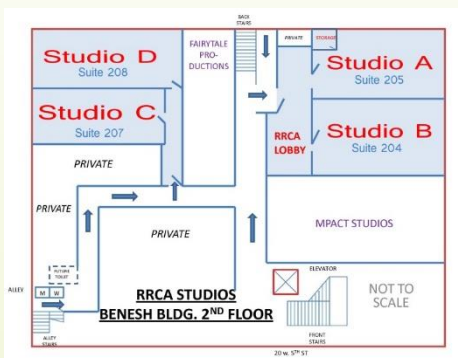 BACK
STAIRS
PRIVATE
STORAGE
FAIRYTALE
PRO-
DUCTIONS
Studio D
Suite 208
Studio A
Suite 205
Studio C
Suite 207
RRCA
LOBBY
Studio B
Suite 204
PRIVATE
PRIVATE
PRIVATE
MPACT STUDIOS
FUTURE
TOILET
M W
ALLEY
ALLEY
STAIRS
RRCA STUDIOS
BENESH BLDG. 2ND FLOOR
ELEVATOR
FRONT
STAIRS
NOT TO
SCALE
20 W. 5TH ST